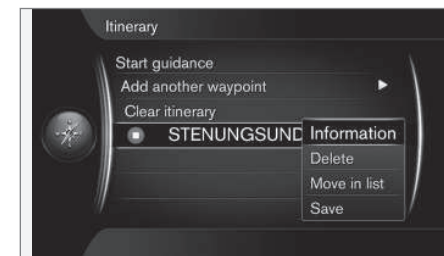 Itinerary
Start guidance
Add another waypoint
Clear itinerary
STENUNGSUND
Information
Delete
Move in list
Save